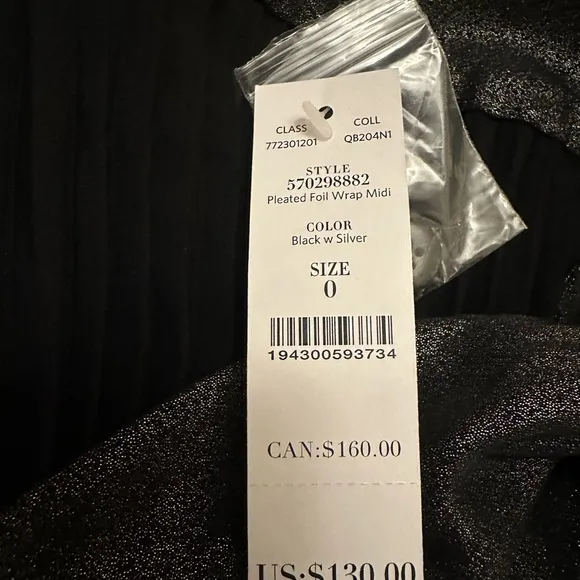 CLASS COLL
772301201 QB204N1
STYLE
570298882
Pleated Foil Wrap Midi
COLOR
Black w Silver
SIZE
0
194300593734
CAN:$160.00
US:$130.00